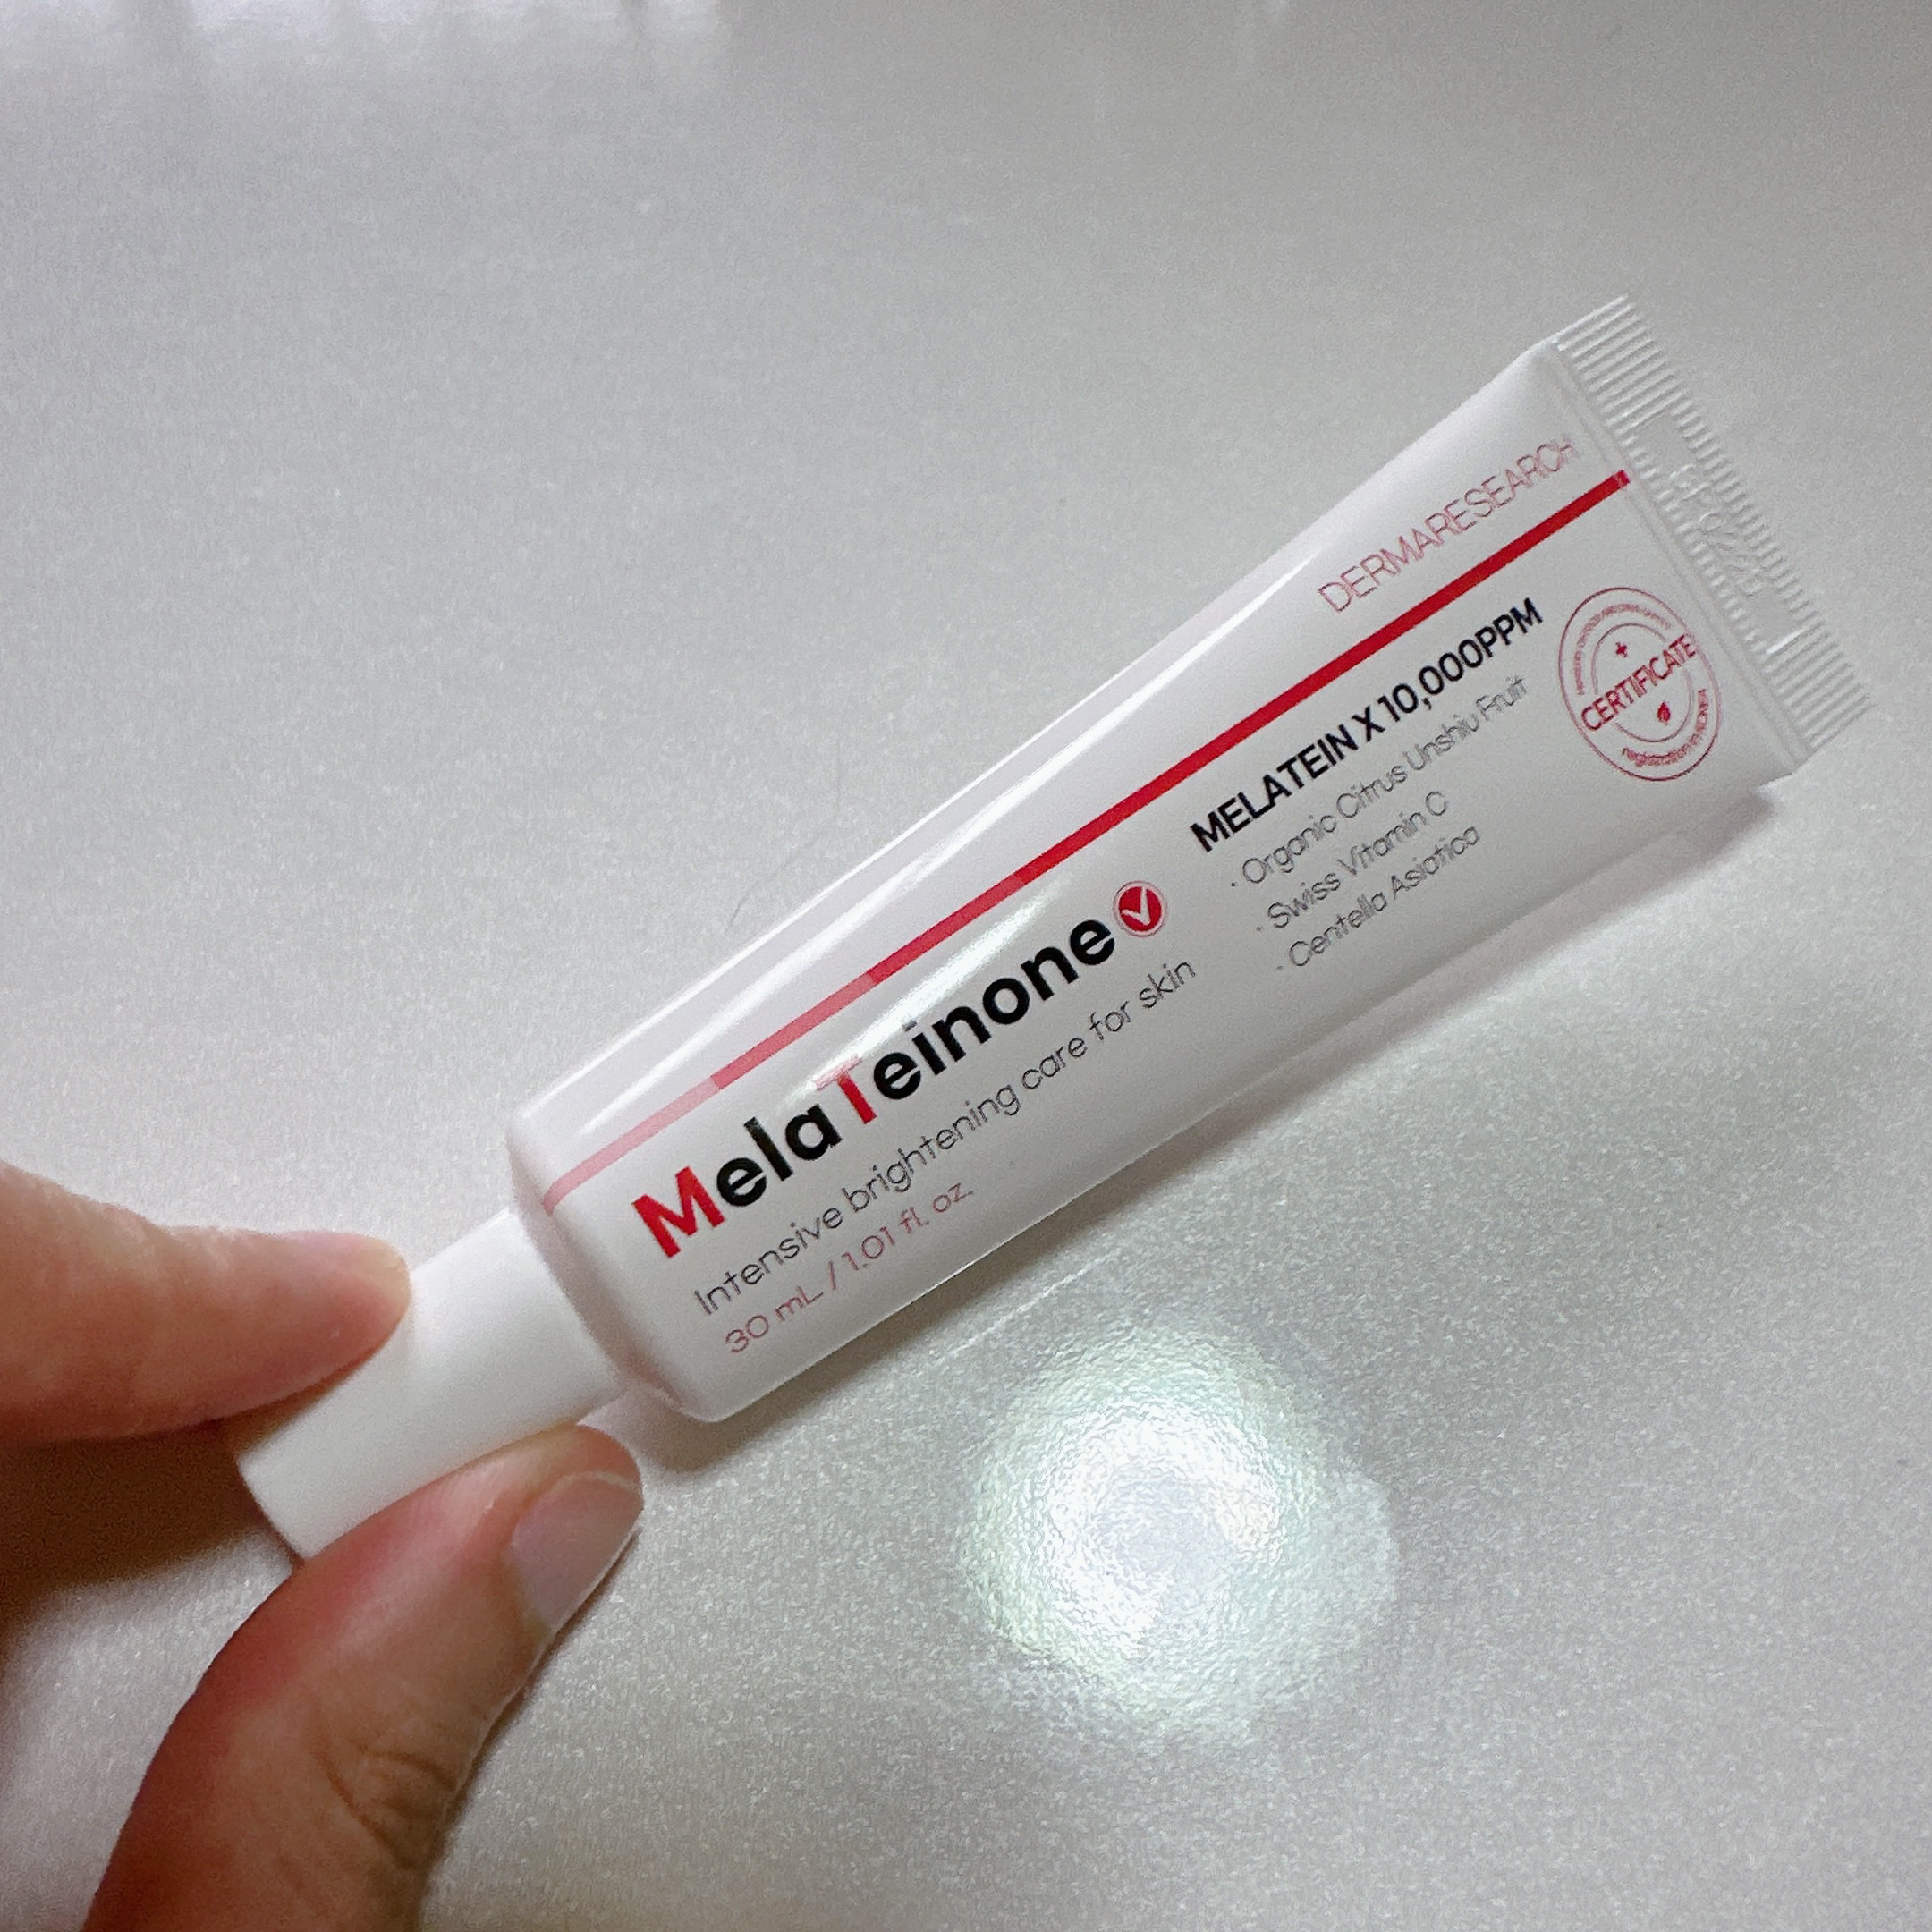 DERMARESEARCH
MelaTeinone
Intensive brightening care for skin
30 mL / 1.01 fl. oz.
MELATEIN X 10,000PPM
· Organic Citrus Unshiu Fruit
· Swiss Vitamin C
· Centella Asiatica
CERTIFICATE